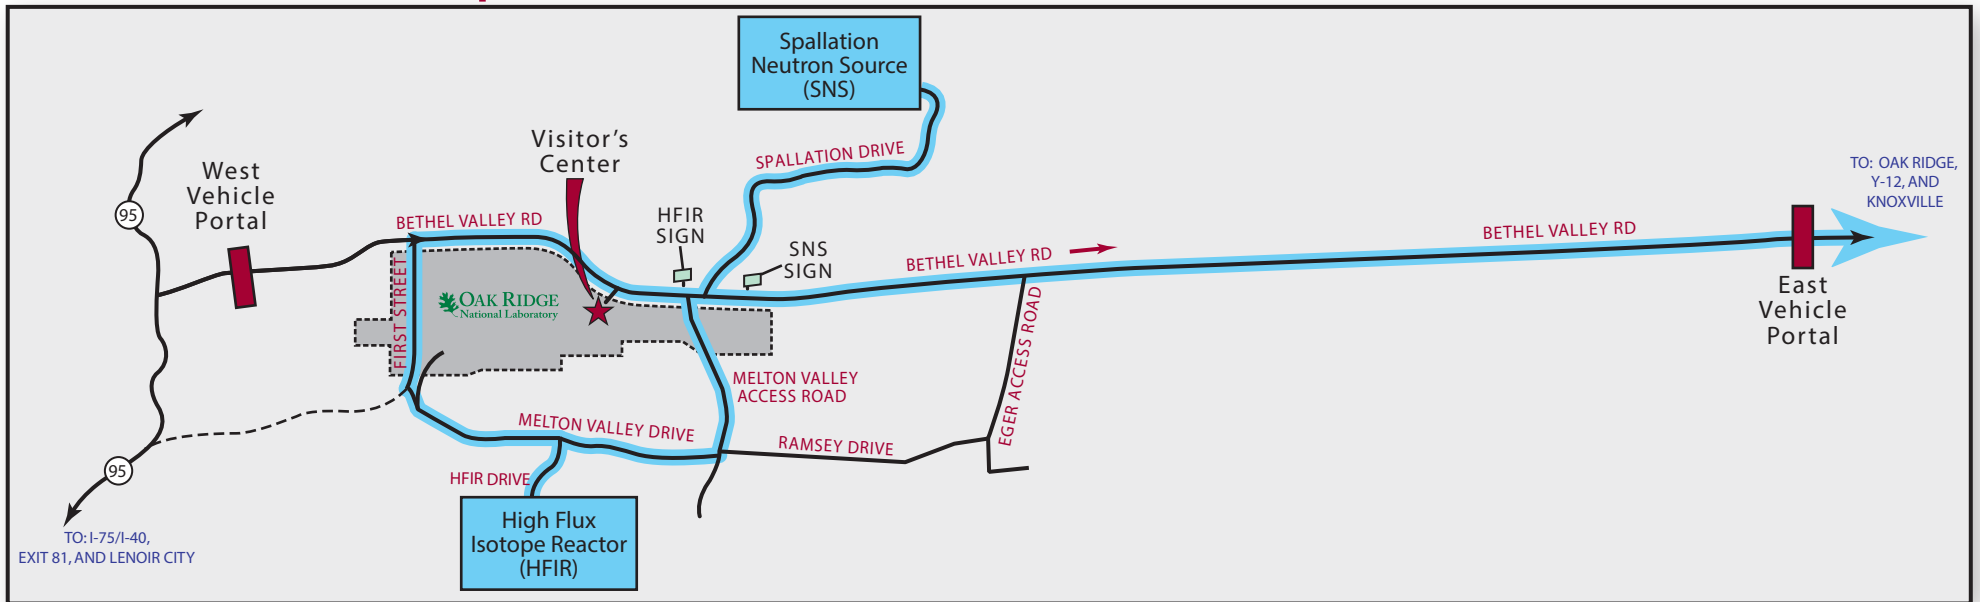 Spallation
Neutron Source
(SNS)
Visitor's
Center
SPALLATION DRIVE
West
Vehicle
Portal
TO: OAK RIDGE,
Y-12, AND
KNOXVILLE
95
BETHEL VALLEY RD
HFIR
SIGN
SNS
SIGN
BETHEL VALLEY RD
BETHEL VALLEY RD
FIRST STREET
OAK RIDGE
National Laboratory
East
Vehicle
Portal
EGER ACCESS ROAD
MELTON VALLEY
ACCESS ROAD
MELTON VALLEY DRIVE
RAMSEY DRIVE
95
HFIR DRIVE
High Flux
Isotope Reactor
(HFIR)
TO: I-75/I-40,
EXIT 81, AND LENOIR CITY